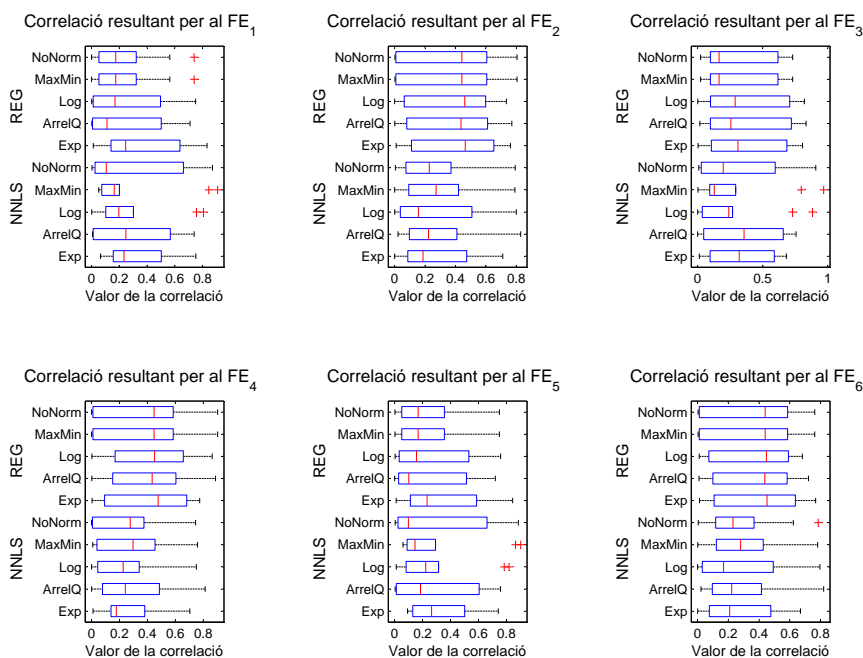 Correlació resultant per al FE1
NoNorm
MaxMin
Log
ArrelQ
Exp
NoNorm
MaxMin
Log
ArrelQ
Exp
REG
NNLS
0 0.2 0.4 0.6 0.8
Valor de la correlació
Correlació resultant per al FE2
NoNorm
MaxMin
Log
ArrelQ
Exp
NoNorm
MaxMin
Log
ArrelQ
Exp
REG
NNLS
0 0.2 0.4 0.6 0.8
Valor de la correlació
Correlació resultant per al FE3
NoNorm
MaxMin
Log
ArrelQ
Exp
NoNorm
MaxMin
Log
ArrelQ
Exp
REG
NNLS
0 0.5 1
Valor de la correlació
Correlació resultant per al FE4
NoNorm
MaxMin
Log
ArrelQ
Exp
NoNorm
MaxMin
Log
ArrelQ
Exp
REG
NNLS
0 0.2 0.4 0.6 0.8
Valor de la correlació
Correlació resultant per al FE5
NoNorm
MaxMin
Log
ArrelQ
Exp
NoNorm
MaxMin
Log
ArrelQ
Exp
REG
NNLS
0 0.2 0.4 0.6 0.8
Valor de la correlació
Correlació resultant per al FE6
NoNorm
MaxMin
Log
ArrelQ
Exp
NoNorm
MaxMin
Log
ArrelQ
Exp
REG
NNLS
0 0.2 0.4 0.6 0.8
Valor de la correlació